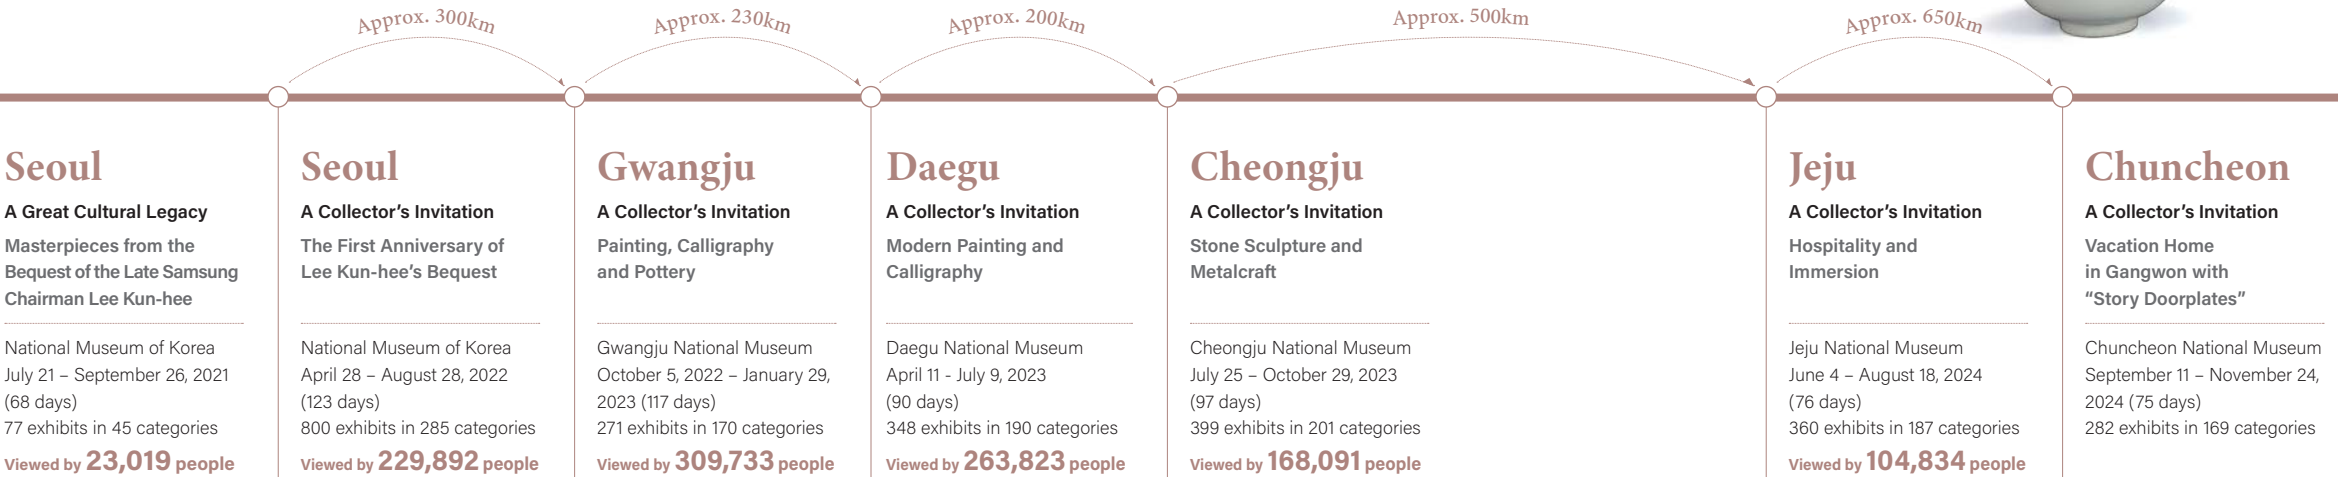 Approx. 300km
Approx. 230km
Approx. 200km
Approx. 500km
Approx. 650km
Seoul
A Great Cultural Legacy
Masterpieces from the
Bequest of the Late Samsung
Chairman Lee Kun-hee
National Museum of Korea
July 21 – September 26, 2021
(68 days)
77 exhibits in 45 categories
Viewed by 23,019 people
Seoul
A Collector’s Invitation
The First Anniversary of
Lee Kun-hee’s Bequest
National Museum of Korea
April 28 – August 28, 2022
(123 days)
800 exhibits in 285 categories
Viewed by 229,892 people
Gwangju
A Collector’s Invitation
Painting, Calligraphy
and Pottery
Gwangju National Museum
October 5, 2022 – January 29,
2023 (117 days)
271 exhibits in 170 categories
Viewed by 309,733 people
Daegu
A Collector’s Invitation
Modern Painting and
Calligraphy
Daegu National Museum
April 11 - July 9, 2023
(90 days)
348 exhibits in 190 categories
Viewed by 263,823 people
Cheongju
A Collector’s Invitation
Stone Sculpture and
Metalcraft
Cheongju National Museum
July 25 – October 29, 2023
(97 days)
399 exhibits in 201 categories
Viewed by 168,091 people
Jeju
A Collector’s Invitation
Hospitality and
Immersion
Jeju National Museum
June 4 – August 18, 2024
(76 days)
360 exhibits in 187 categories
Viewed by 104,834 people
Chuncheon
A Collector’s Invitation
Vacation Home
in Gangwon with
“Story Doorplates”
Chuncheon National Museum
September 11 – November 24,
2024 (75 days)
282 exhibits in 169 categories